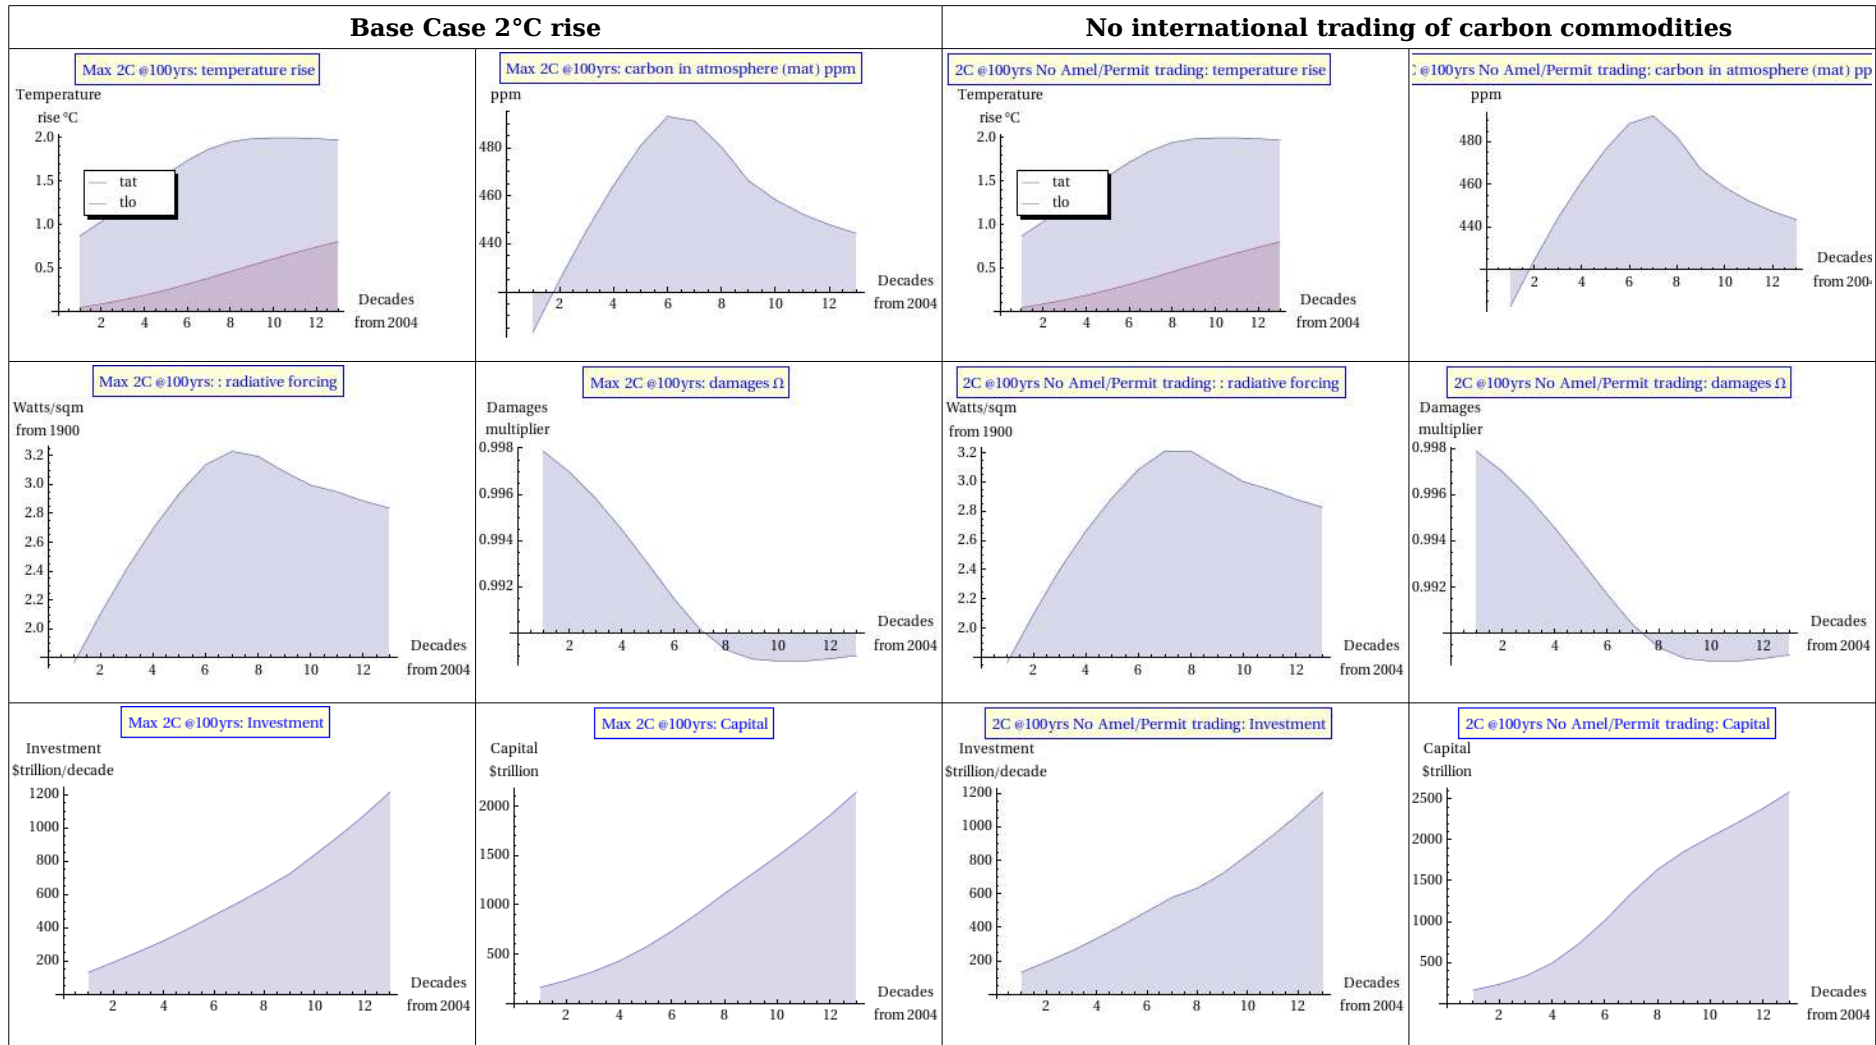 Base Case 2°C rise
No international trading of carbon commodities
Max 2C @100yrs: temperature rise
Temperature
rise °C
2.0
1.5
1.0
0.5
tat
tlo
2 4 6 8 10 12
Decades
from 2004
Max 2C @100yrs: carbon in atmosphere (mat) ppm
ppm
480
460
440
2 4 6 8 10 12
Decades
from 2004
2C @100yrs No Amel/Permit trading: temperature rise
Temperature
rise °C
2.0
1.5
1.0
0.5
tat
tlo
2 4 6 8 10 12
Decades
from 2004
@100yrs No Amel/Permit trading: carbon in atmosphere (mat) pp
ppm
480
460
440
2 4 6 8 10 12
Decades
from 200
Max 2C @100yrs: : radiative forcing
Watts/sqm
from 1900
3.2
3.0
2.8
2.6
2.4
2.2
2.0
2 4 6 8 10 12
Decades
from 2004
Max 2C @100yrs: damages Ω
Damages
multiplier
0.998
0.996
0.994
0.992
2 4 6 8 10 12
Decades
from 2004
2C @100yrs No Amel/Permit trading: : radiative forcing
Watts/sqm
from 1900
3.2
3.0
2.8
2.6
2.4
2.2
2.0
2 4 6 8 10 12
Decades
from 2004
2C @100yrs No Amel/Permit trading: damages Ω
Damages
multiplier
0.998
0.996
0.994
0.992
2 4 6 8 10 12
Decades
from 2004
Max 2C @100yrs: Investment
Investment
$trillion/decade
1200
1000
800
600
400
200
2 4 6 8 10 12
Decades
from 2004
Max 2C @100yrs: Capital
Capital
$trillion
2000
1500
1000
500
2 4 6 8 10 12
Decades
from 2004
2C @100yrs No Amel/Permit trading: Investment
Investment
$trillion/decade
1200
1000
800
600
400
200
2 4 6 8 10 12
Decades
from 2004
2C @100yrs No Amel/Permit trading: Capital
Capital
$trillion
2500
2000
1500
1000
500
2 4 6 8 10 12
Decades
from 2004